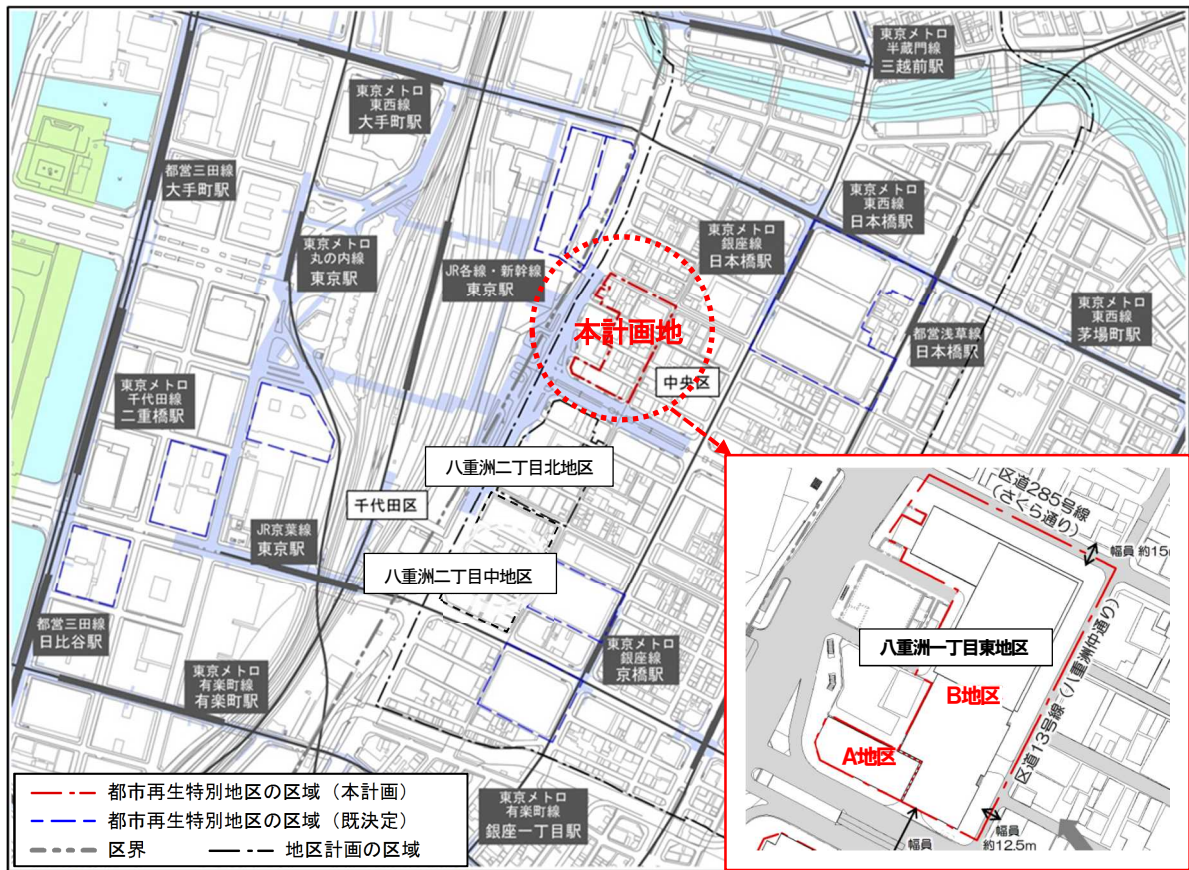 東京メトロ
半蔵門線
三越前駅
東京メトロ
東西線
大手町駅
都営三田線
大手町駅
東京メトロ
東西線
日本橋駅
東京メトロ
銀座線
日本橋駅
東京メトロ
丸の内線
東京駅
JR各線・新幹線
東京駅
東京メトロ
東西線
茅場町駅
都営浅草線
日本橋駅
本計画地
中央区
東京メトロ
千代田線
二重橋駅
八重洲二丁目北地区
千代田区
JR京葉線
東京駅
八重洲二丁目中地区
都営三田線
日比谷駅
東京メトロ
有楽町線
有楽町駅
東京メトロ
銀座線
京橋駅
東京メトロ
有楽町線
銀座一丁目駅
区道285号線
(さくら通り)
幅員 約15m
八重洲一丁目東地区
B地区
A地区
区道13号線(八重洲仲通り)
幅員
幅員
約12.5m
都市再生特別地区の区域(本計画)
都市再生特別地区の区域(既決定)
区界
地区計画の区域